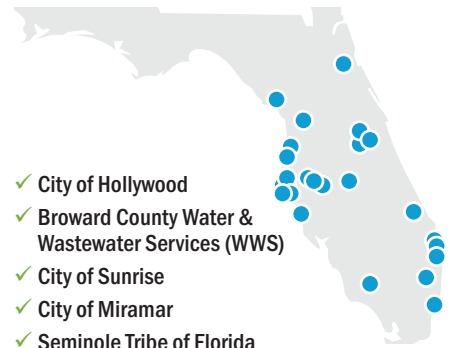 ✓ City of Hollywood
✓ Broward County Water &
Wastewater Services (WWS)
✓ City of Sunrise
✓ City of Miramar
✓ Seminole Tribe of Florida